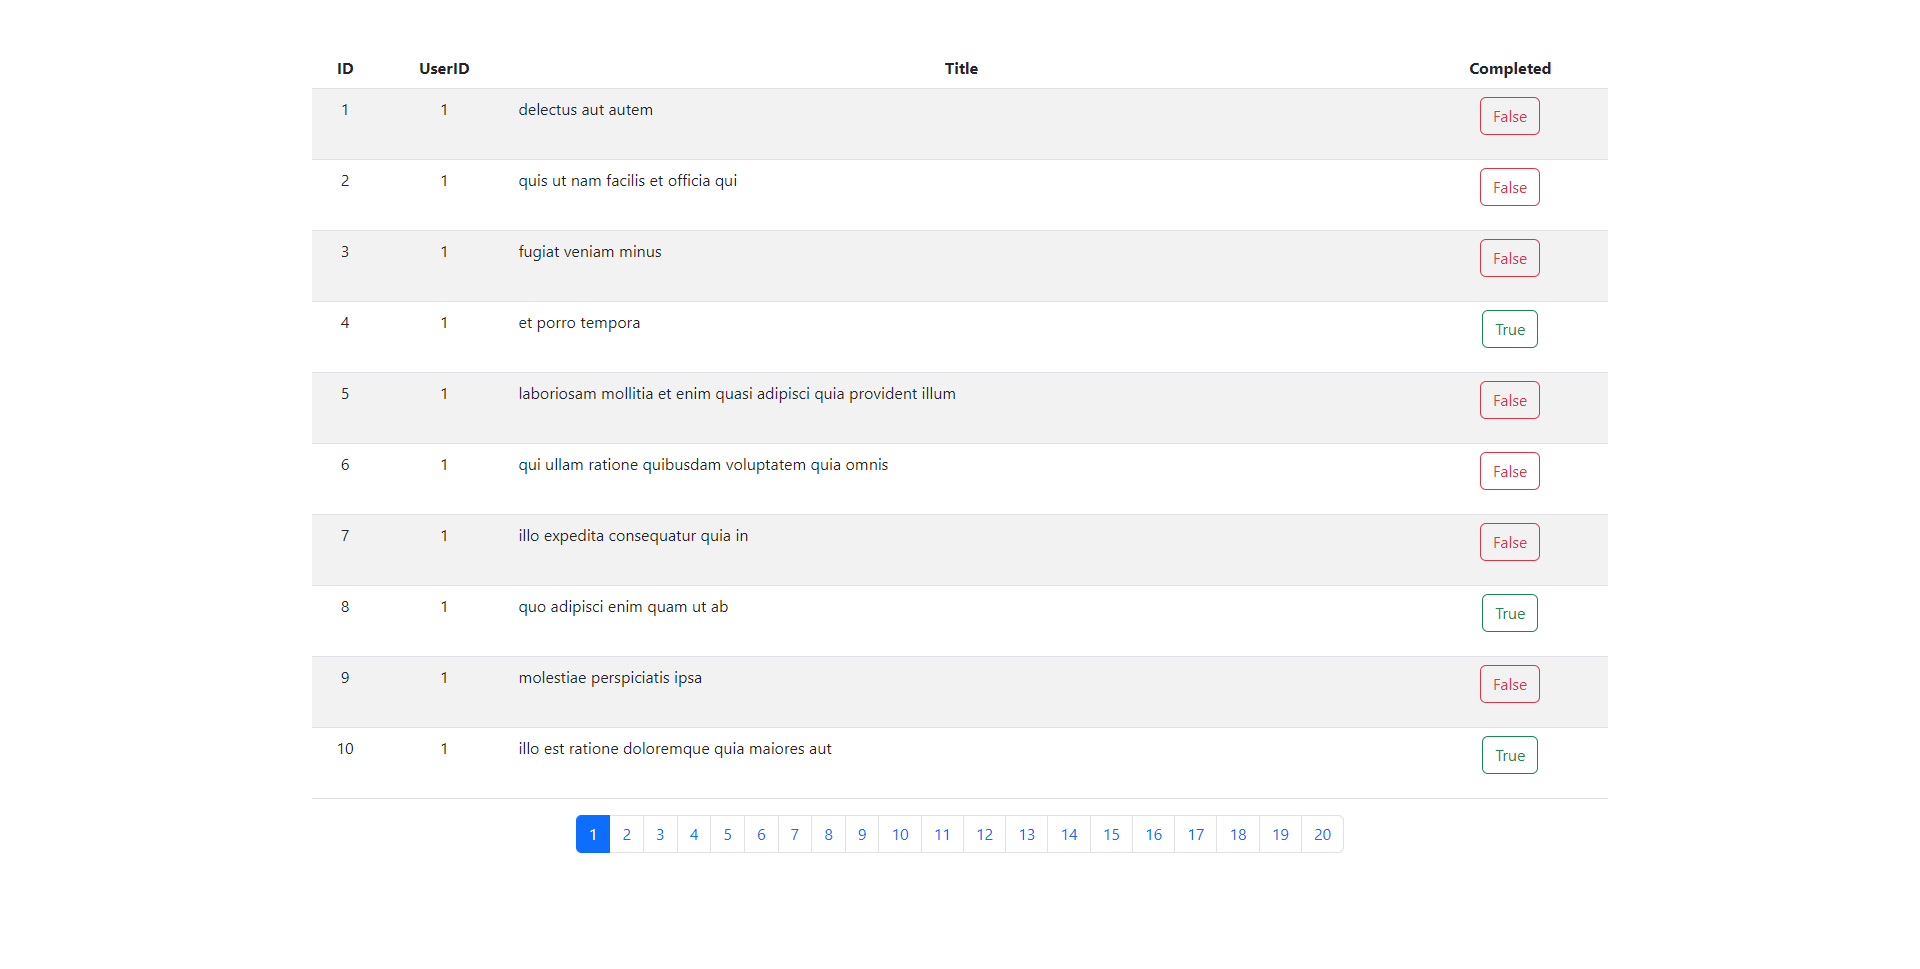 ID UserID Title Completed
1 1 delectus aut autem False
2 1 quis ut nam facilis et officia qui False
3 1 fugiat veniam minus False
4 1 et porro tempora True
5 1 laboriosam mollitia et enim quasi adipisci quia provident illum False
6 1 qui ullam ratione quibusdam voluptatem quia omnis False
7 1 illo expedita consequatur quia in False
8 1 quo adipisci enim quam ut ab True
9 1 molestiae perspiciatis ipsa False
10 1 illo est ratione doloremque quia maiores aut True
1 2 3 4 5 6 7 8 9 10 11 12 13 14 15 16 17 18 19 20